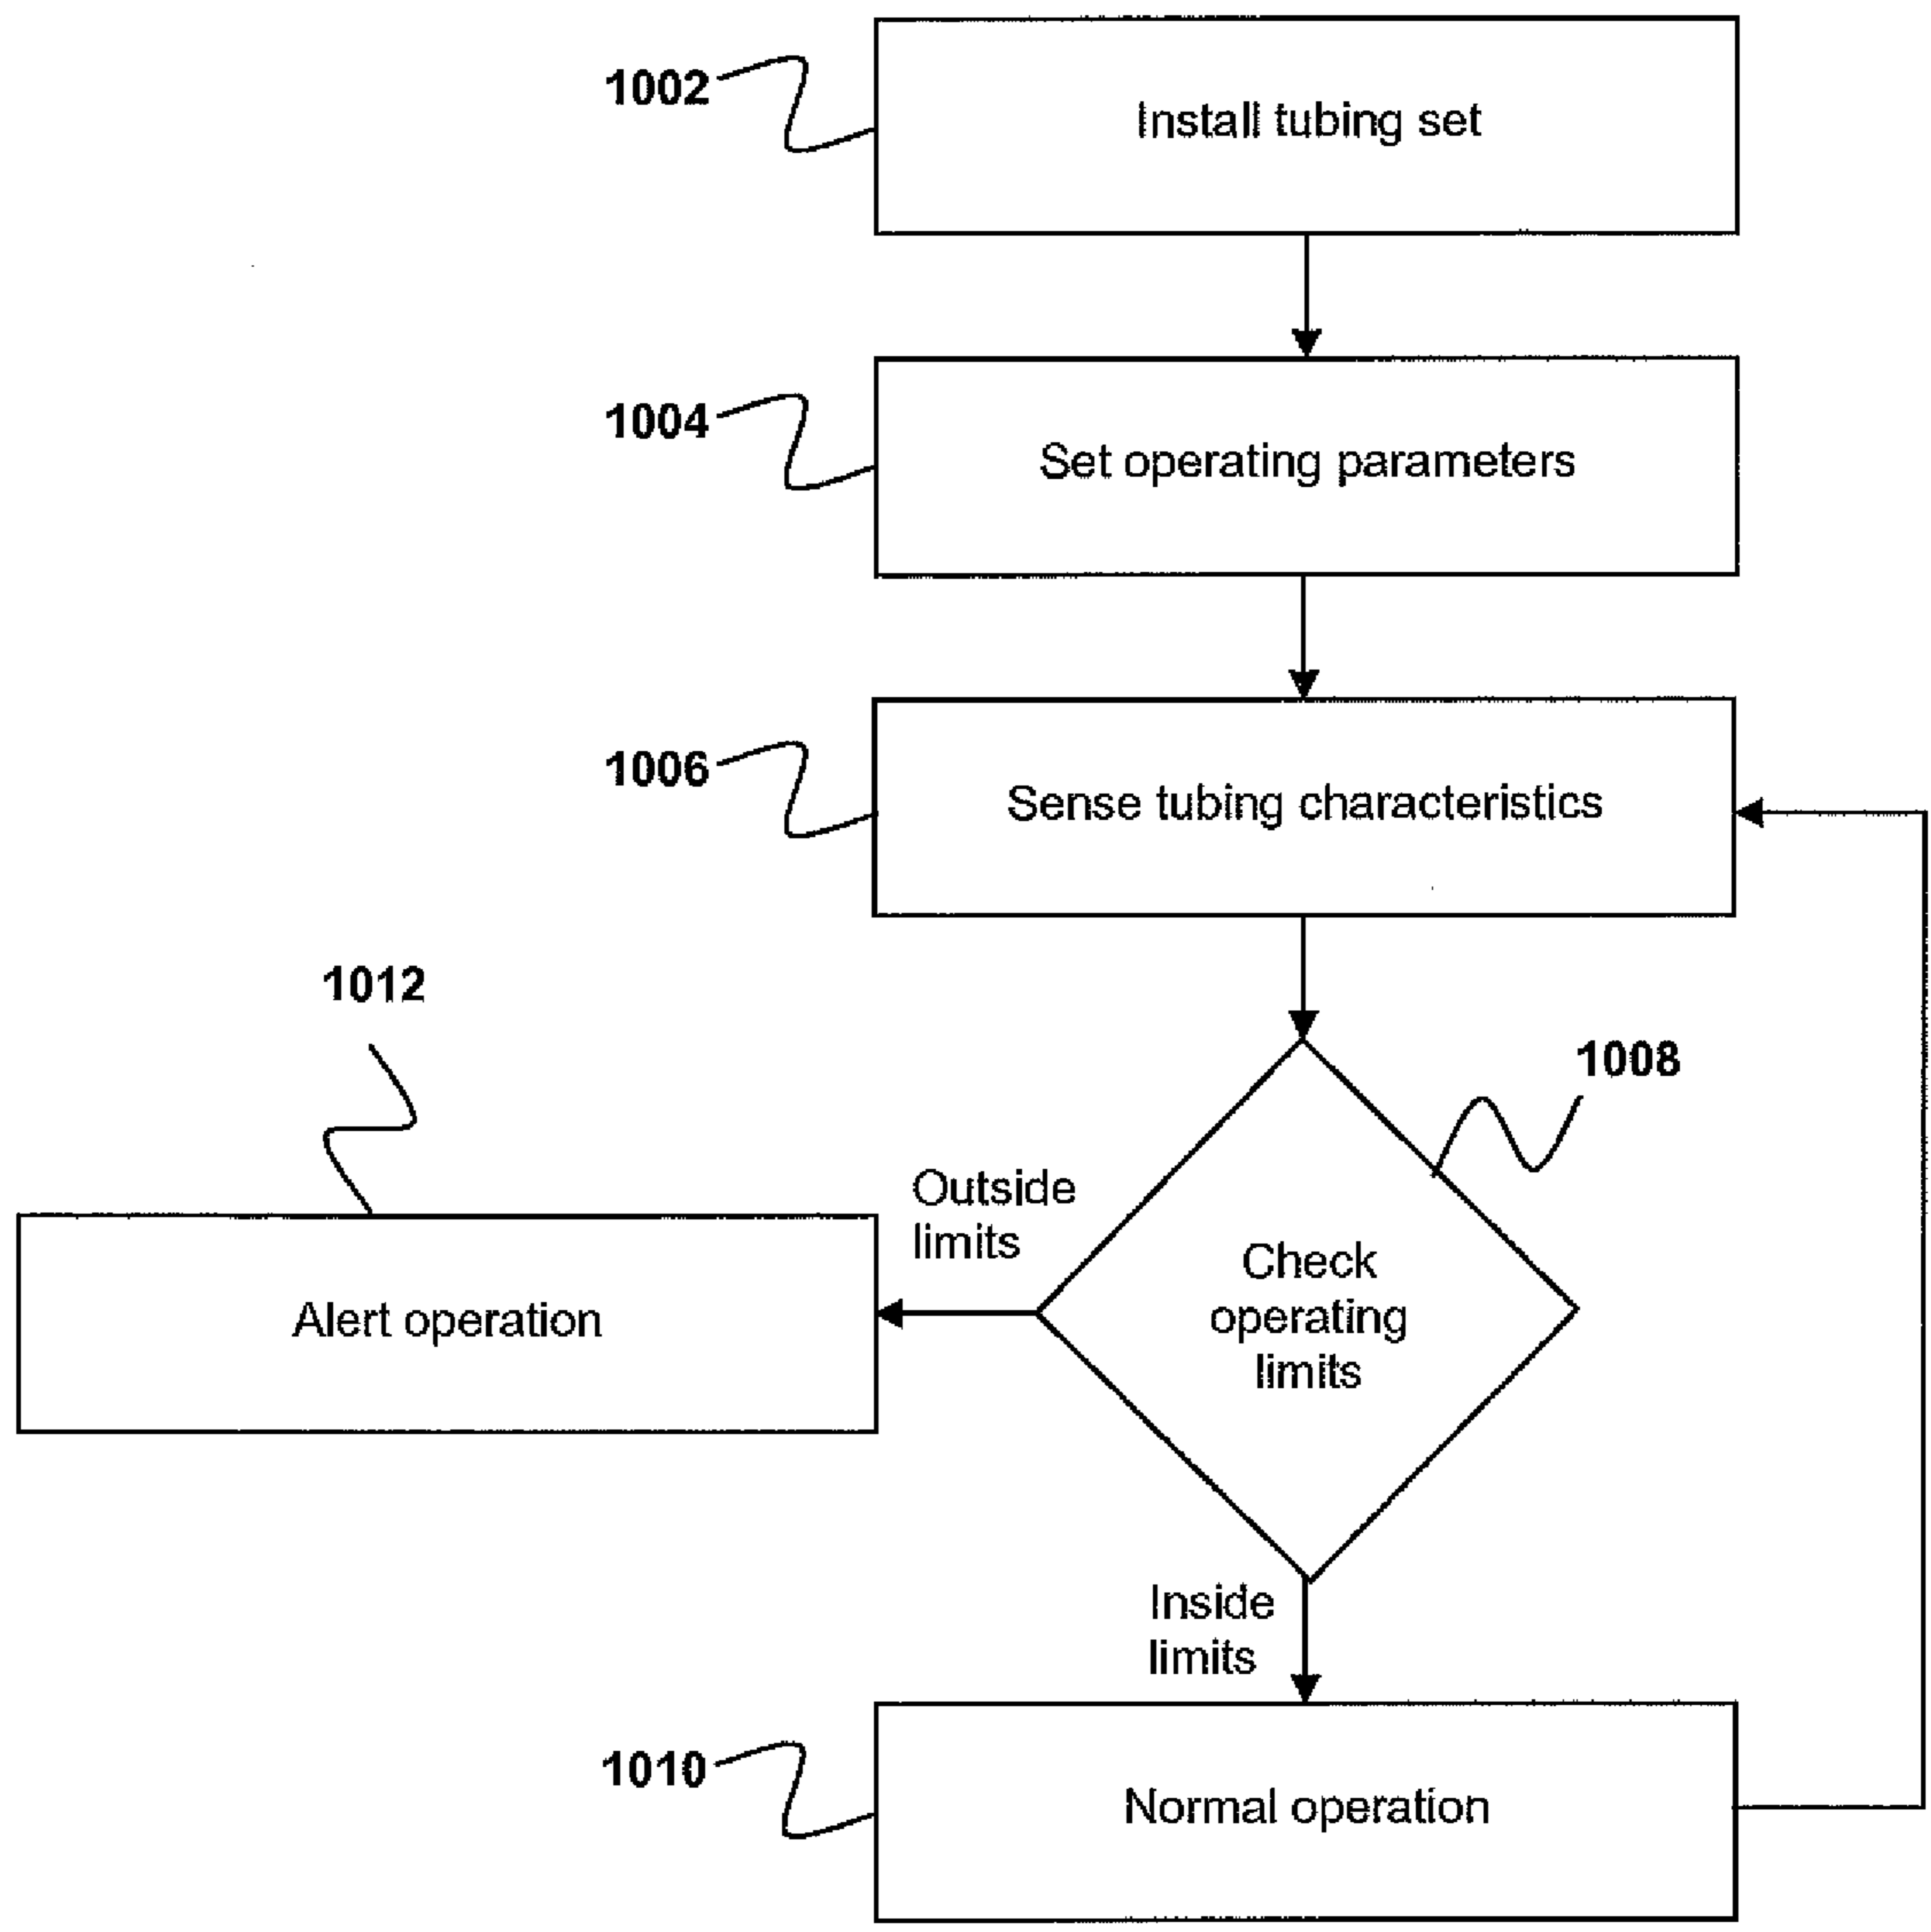 1002
Install tubing set
1004
Set operating parameters
1006
Sense tubing characteristics
1012
1008
Outside
limits
Check
operating
limits
Alert operation
Inside
limits
1010
Normal operation